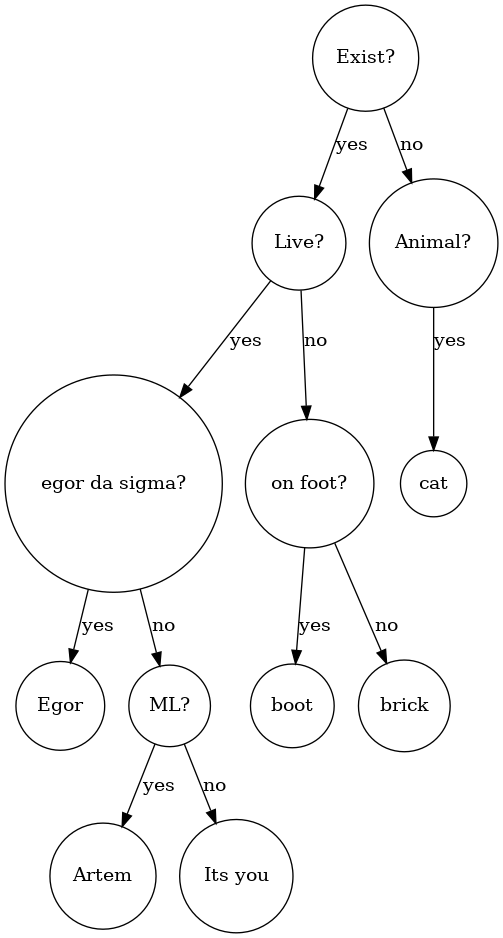 Exist?
yes
no
Live?
Animal?
yes
no
yes
egor da sigma?
on foot?
cat
yes
no
yes
no
Egor
ML?
boot
brick
yes
no
Artem
Its you